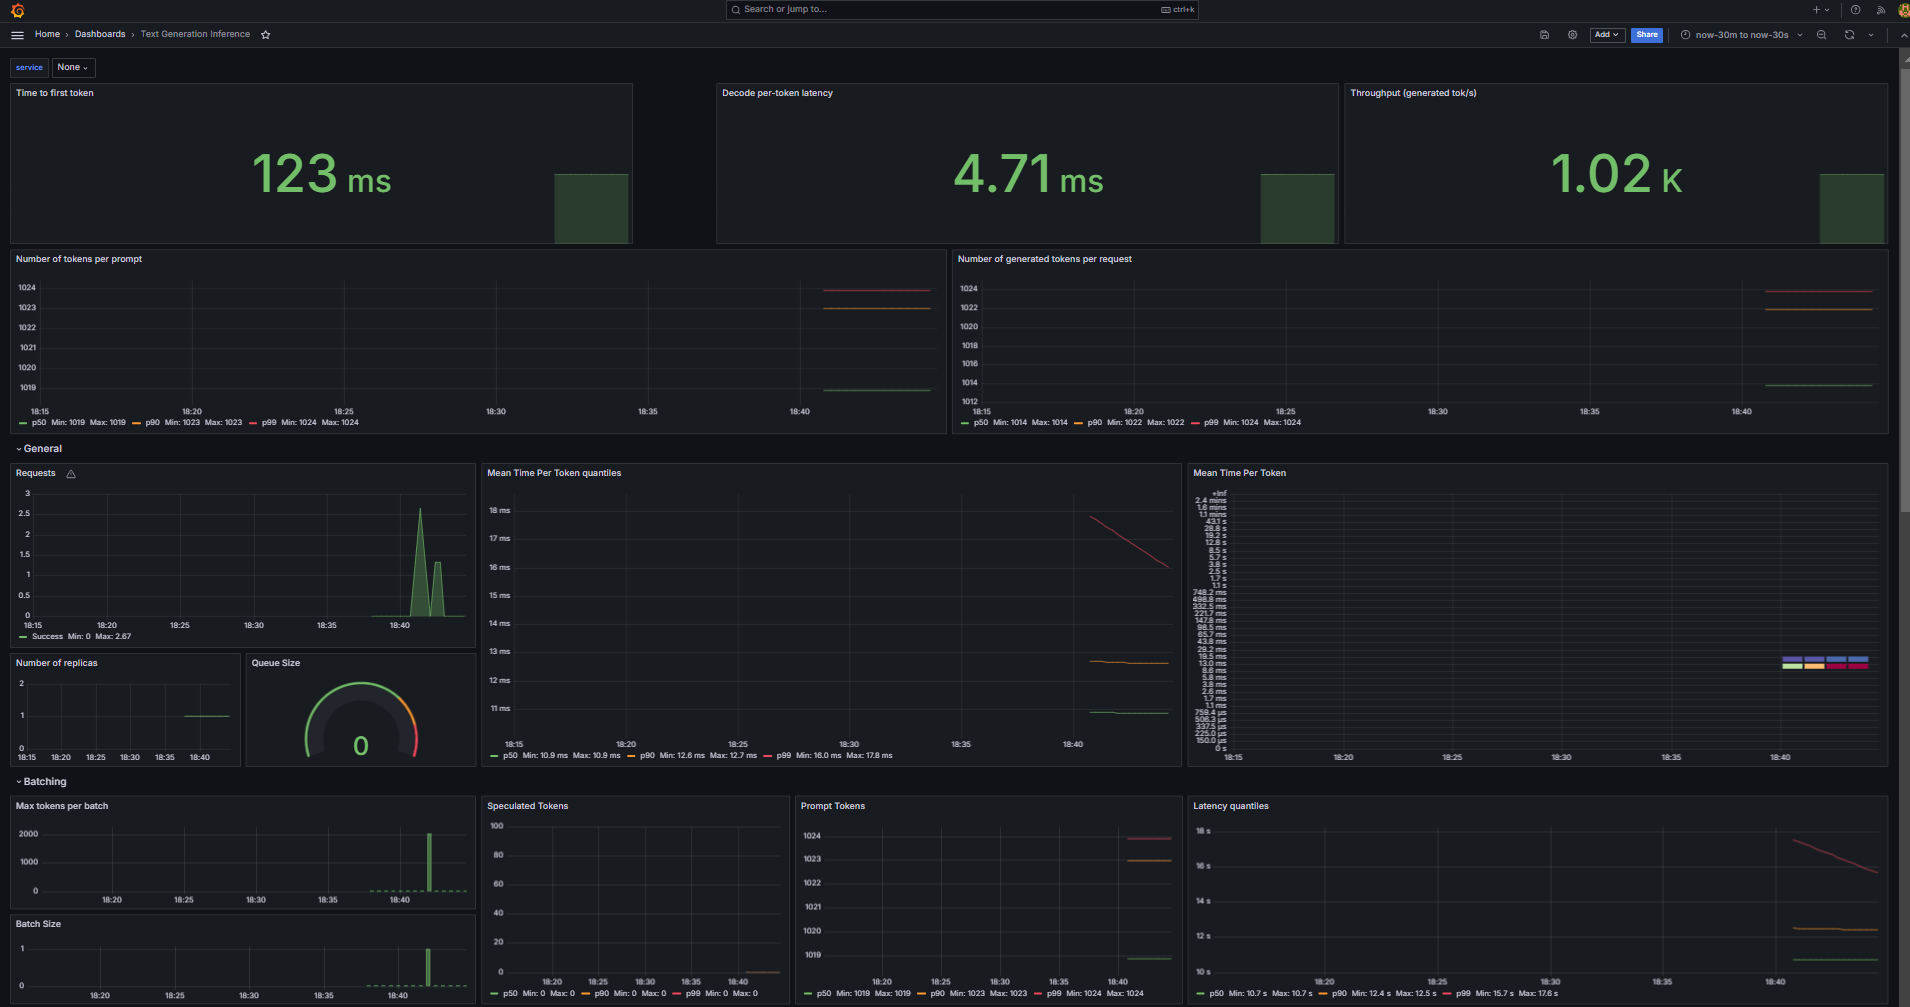 Search or jump to...
ctrl+k
Home › Dashboards › Text Generation Inference
Add
Share
now-30m to now-30s
service
None
Time to first token
123 ms
Decode per-token latency
4.71 ms
Throughput (generated tok/s)
1.02 K
Number of tokens per prompt
1024
1023
1022
1021
1020
1019
18:15 18:20 18:25 18:30 18:35 18:40
p50 Min: 1019 Max: 1019 p90 Min: 1023 Max: 1023 p99 Min: 1024 Max: 1024
Number of generated tokens per request
1024
1022
1020
1018
1016
1014
1012
18:15 18:20 18:25 18:30 18:35 18:40
p50 Min: 1014 Max: 1014 p90 Min: 1022 Max: 1022 p99 Min: 1024 Max: 1024
General
Requests
3
2.5
2
1.5
1
0.5
0
18:15 18:20 18:25 18:30 18:35 18:40
Success Min: 0 Max: 2.67
Number of replicas
2
1
0
18:15 18:20 18:25 18:30 18:35 18:40
Queue Size
0
Mean Time Per Token quantiles
18 ms
17 ms
16 ms
15 ms
14 ms
13 ms
12 ms
11 ms
18:15 18:20 18:25 18:30 18:35 18:40
p50 Min: 10.9 ms Max: 10.9 ms p90 Min: 12.6 ms Max: 12.7 ms p99 Min: 16.0 ms Max: 17.8 ms
Mean Time Per Token
+Inf
2.4 mins
1.6 mins
1.1 mins
43.1 s
28.8 s
19.2 s
12.8 s
8.5 s
5.7 s
3.8 s
2.5 s
1.7 s
1.1 s
748.2 ms
498.8 ms
332.5 ms
221.7 ms
147.8 ms
98.5 ms
65.7 ms
43.8 ms
29.2 ms
19.5 ms
13.0 ms
8.6 ms
5.8 ms
3.8 ms
2.6 ms
1.7 ms
1.1 ms
759.4 µs
506.3 µs
337.5 µs
225.0 µs
150.0 µs
0 s
18:15 18:20 18:25 18:30 18:35 18:40
Batching
Max tokens per batch
2000
1000
0
18:20 18:25 18:30 18:35 18:40
Batch Size
1
0
18:20 18:25 18:30 18:35 18:40
Speculated Tokens
100
80
60
40
20
0
18:20 18:25 18:30 18:35 18:40
p50 Min: 0 Max: 0 p90 Min: 0 Max: 0 p99 Min: 0 Max: 0
Prompt Tokens
1024
1023
1022
1021
1020
1019
18:20 18:25 18:30 18:35 18:40
p50 Min: 1019 Max: 1019 p90 Min: 1023 Max: 1023 p99 Min: 1024 Max: 1024
Latency quantiles
18 s
16 s
14 s
12 s
10 s
18:20 18:25 18:30 18:35 18:40
p50 Min: 10.7 s Max: 10.7 s p90 Min: 12.4 s Max: 12.5 s p99 Min: 15.7 s Max: 17.6 s